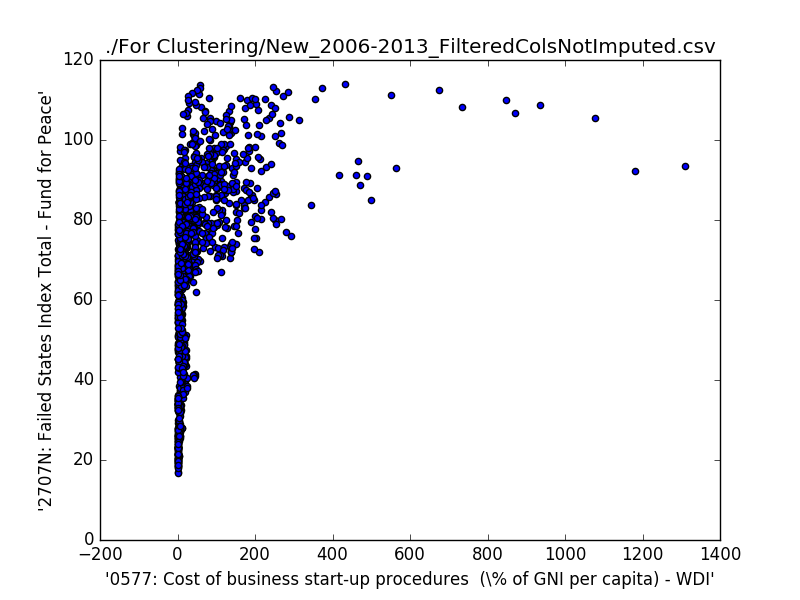 ./For Clustering/New_2006-2013_FilteredColsNotImputed.csv
120
100
80
60
40
20
0
'2707N: Failed States Index Total - Fund for Peace'
−200 0 200 400 600 800 1000 1200 1400
'0577: Cost of business start-up procedures  (\% of GNI per capita) - WDI'